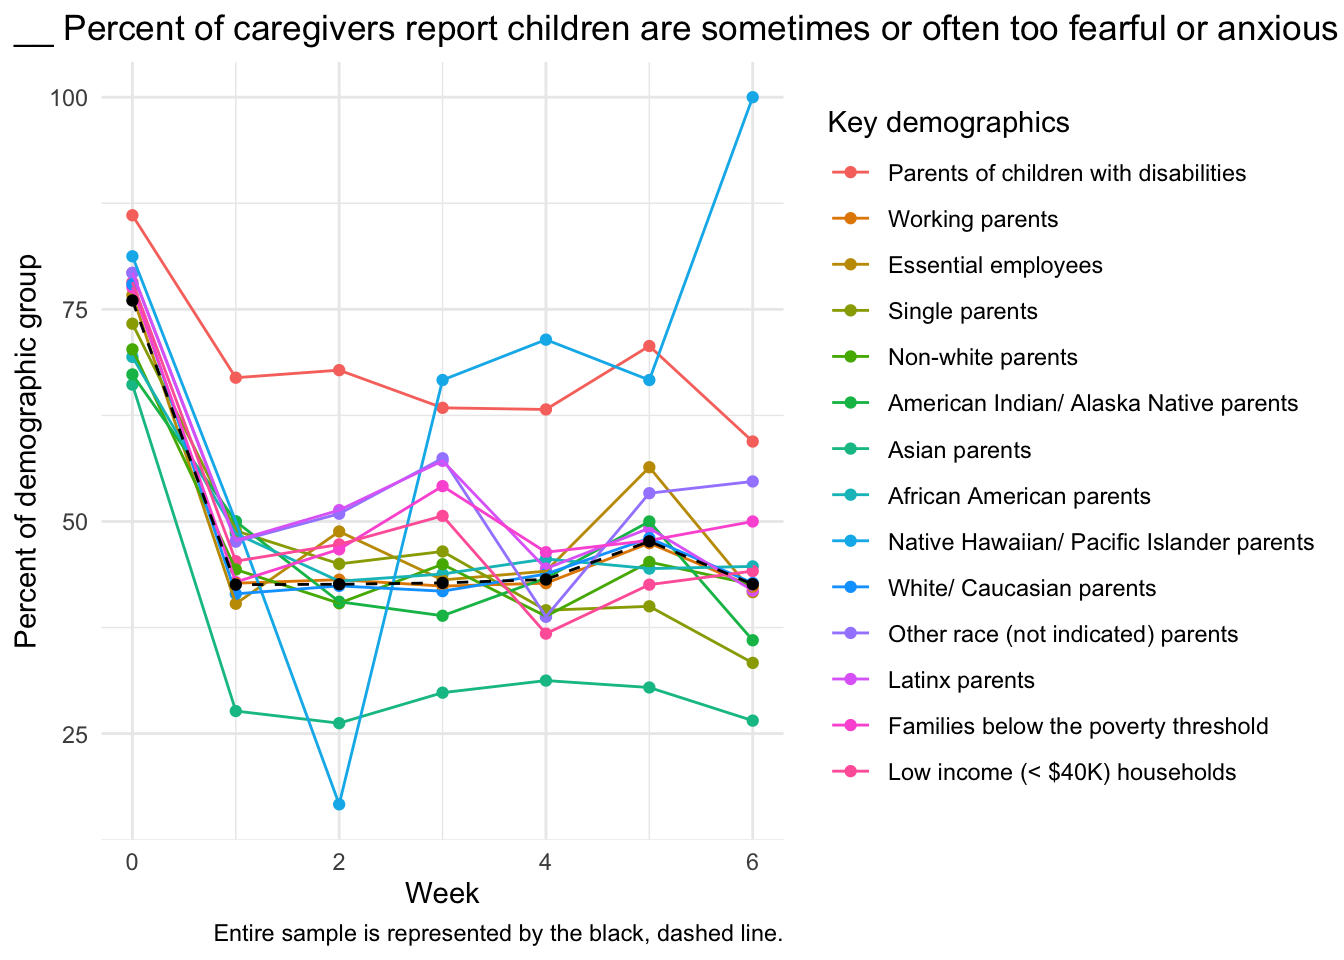 __ Percent of caregivers report children are sometimes or often too fearful or anxious
100
75
50
25
Percent of demographic group
0
2
4
6
Week
Entire sample is represented by the black, dashed line.
Key demographics
Parents of children with disabilities
Working parents
Essential employees
Single parents
Non-white parents
American Indian/ Alaska Native parents
Asian parents
African American parents
Native Hawaiian/ Pacific Islander parents
White/ Caucasian parents
Other race (not indicated) parents
Latinx parents
Families below the poverty threshold
Low income (< $40K) households